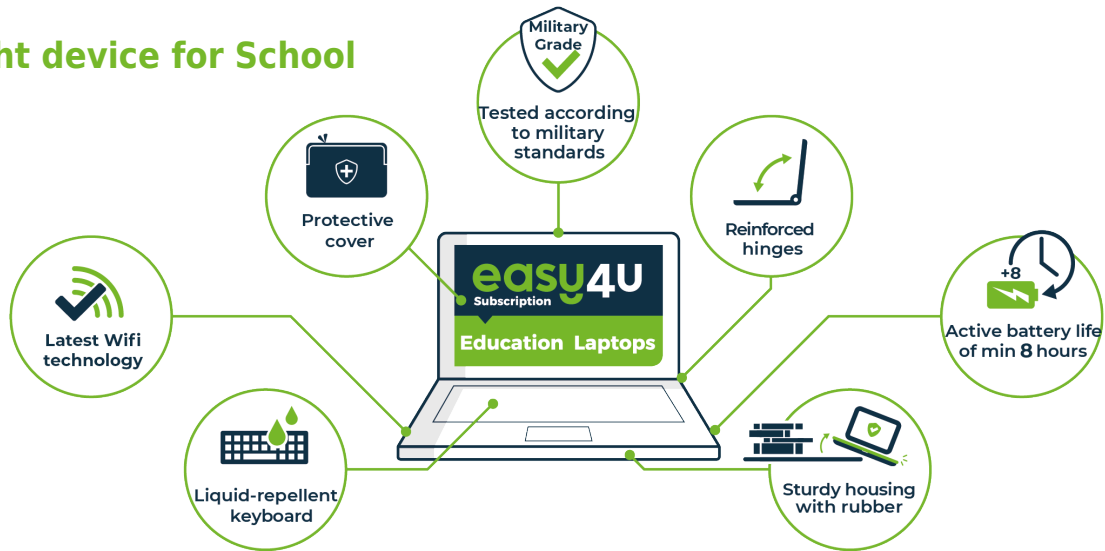 ht device for School
Military
Grade
Tested according
to military
standards
Protective
cover
Reinforced
hinges
Latest Wifi
technology
easy4u
Subscription
Education Laptops
+8
Active battery life
of min 8 hours
Liquid-repellent
keyboard
Sturdy housing
with rubber